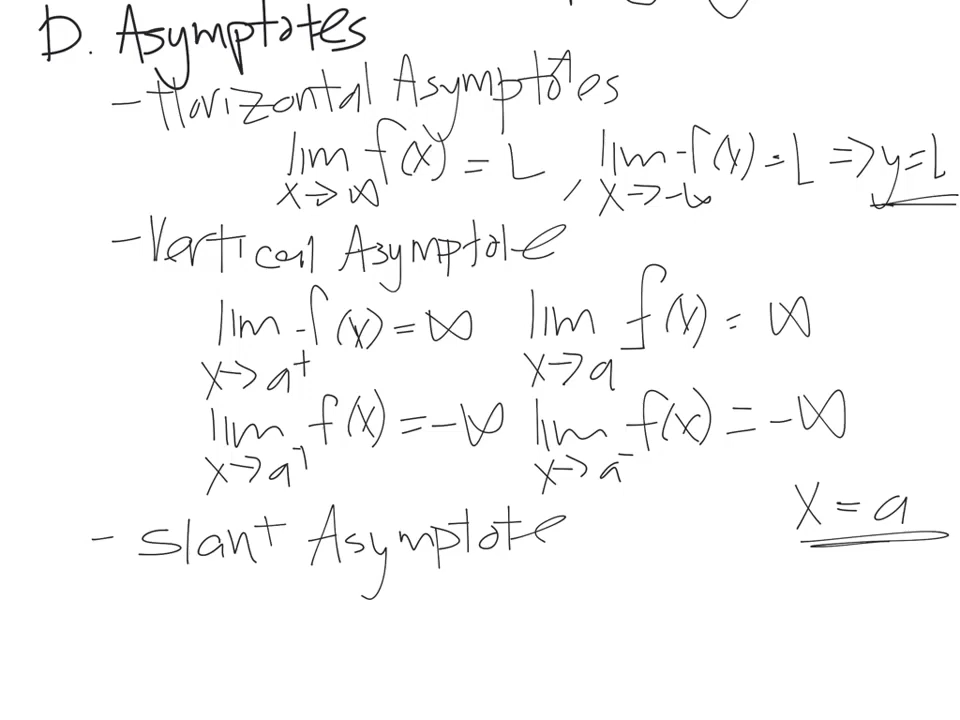 D. Asymptotes
- Horizontal Asymptotes
lim f(x) = L , lim f(x) = L => y=L
x→∞ x→-∞
- Vertical Asymptote
lim f(x) = ∞ lim f(x) = ∞
x→a+ x→a
lim f(x) = -∞ lim f(x) = -∞
x→a+ x→a-
x = a
- Slant Asymptote